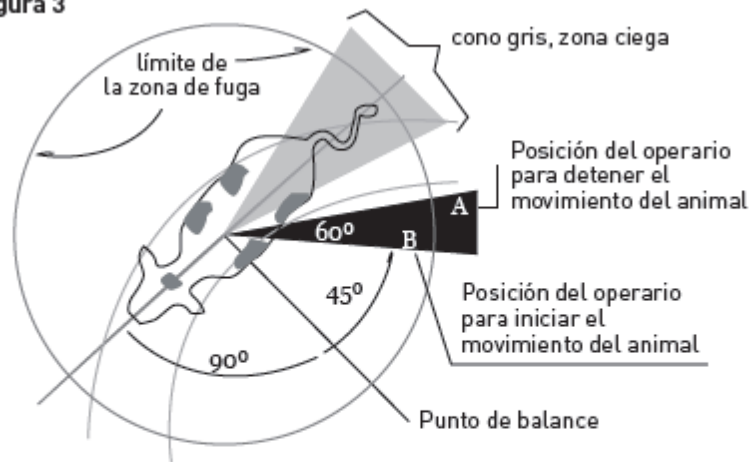 gura 3
cono gris, zona ciega
límite de
la zona de fuga
Posición del operario
para detener el
movimiento del animal
A
60º
B
45º
Posición del operario
para iniciar el
movimiento del animal
90º
Punto de balance